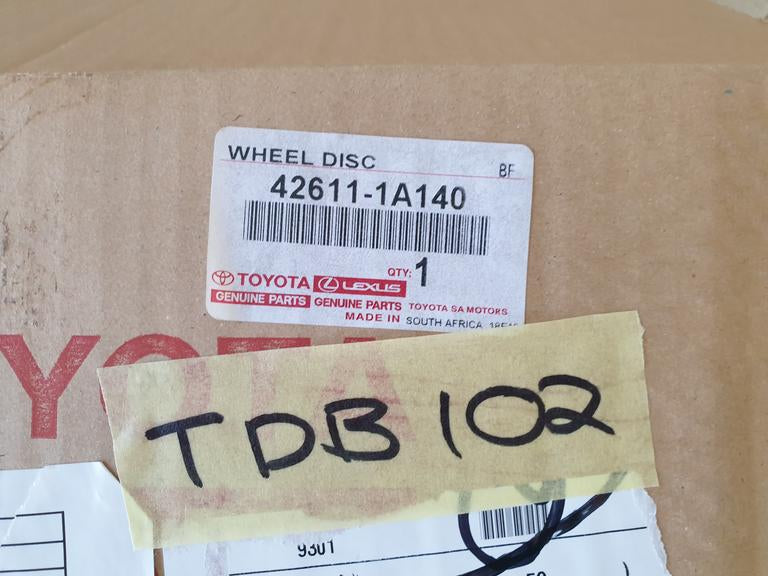 WHEEL DISC
BF
42611-1A140
QTY: 1
TOYOTA LEXUS
GENUINE PARTS GENUINE PARTS TOYOTA SA MOTORS
MADE IN SOUTH AFRICA
TOYOTA
TDB 102
9301